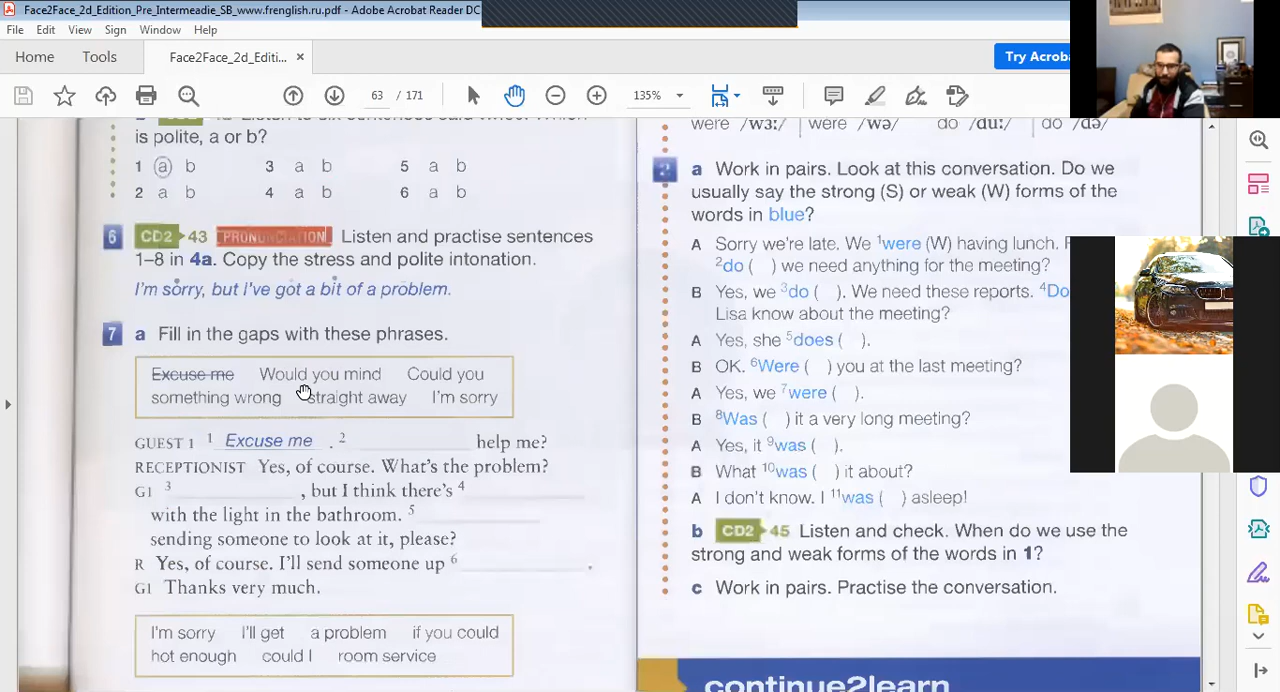 Face2Face_2d_Edition_Pre_Intermeadie_SB_www.frenglish.ru.pdf - Adobe Acrobat Reader DC
File Edit View Sign Window Help
Home Tools Face2Face_2d_Editi... × Try Acroba
63 / 171 135%
is polite, a or b?
1 a b 3 a b 5 a b
2 a b 4 a b 6 a b
6 CD2 43 PRONUNCIATION Listen and practise sentences
1–8 in 4a. Copy the stress and polite intonation.
I'm sorry, but I've got a bit of a problem.
7 a Fill in the gaps with these phrases.
Excuse me Would you mind Could you
something wrong straight away I'm sorry
GUEST 1 1 Excuse me . 2 help me?
RECEPTIONIST Yes, of course. What's the problem?
G1 3 , but I think there's 4
with the light in the bathroom. 5
sending someone to look at it, please?
R Yes, of course. I'll send someone up 6 .
G1 Thanks very much.
I'm sorry I'll get a problem if you could
hot enough could I room service
were /wɜː/ were /wə/ do /duː/ do /də/
2 a Work in pairs. Look at this conversation. Do we
usually say the strong (S) or weak (W) forms of the
words in blue?
A Sorry we're late. We 1were (W) having lunch.
2do ( ) we need anything for the meeting?
B Yes, we 3do ( ). We need these reports. 4Do
Lisa know about the meeting?
A Yes, she 5does ( ).
B OK. 6Were ( ) you at the last meeting?
A Yes, we 7were ( ).
B 8Was ( ) it a very long meeting?
A Yes, it 9was ( ).
B What 10was ( ) it about?
A I don't know. I 11was ( ) asleep!
b CD2 45 Listen and check. When do we use the
strong and weak forms of the words in 1?
c Work in pairs. Practise the conversation.
continue2learn